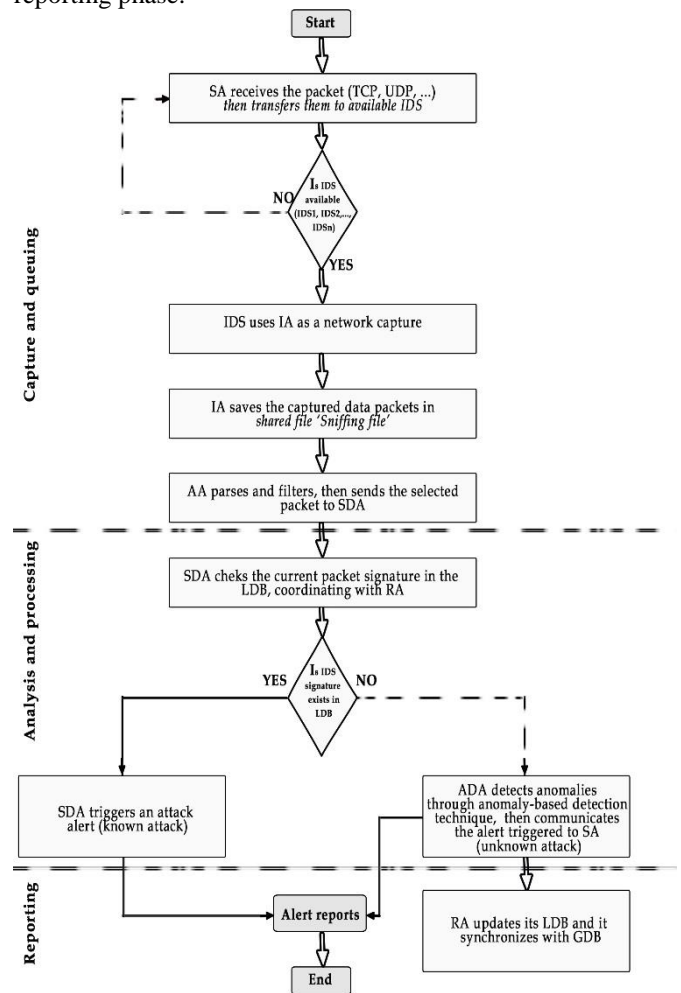 reporting phase.
Start
SA receives the packet (TCP, UDP, ...)
then transfers them to available IDS
Is IDS
available
(IDS1, IDS2,...,
IDSn)
NO
YES
IDS uses IA as a network capture
IA saves the captured data packets in
shared file 'Sniffing file'
AA parses and filters, then sends the selected
packet to SDA
Capture and queuing
SDA cheks the current packet signature in the
LDB, coordinating with RA
Is IDS
signature
exists in
LDB
YES
NO
SDA triggers an attack
alert (known attack)
ADA detects anomalies
through anomaly-based detection
technique, then communicates
the alert triggered to SA
(unknown attack)
Analysis and processing
Alert reports
RA updates its LDB and it
synchronizes with GDB
End
Reporting